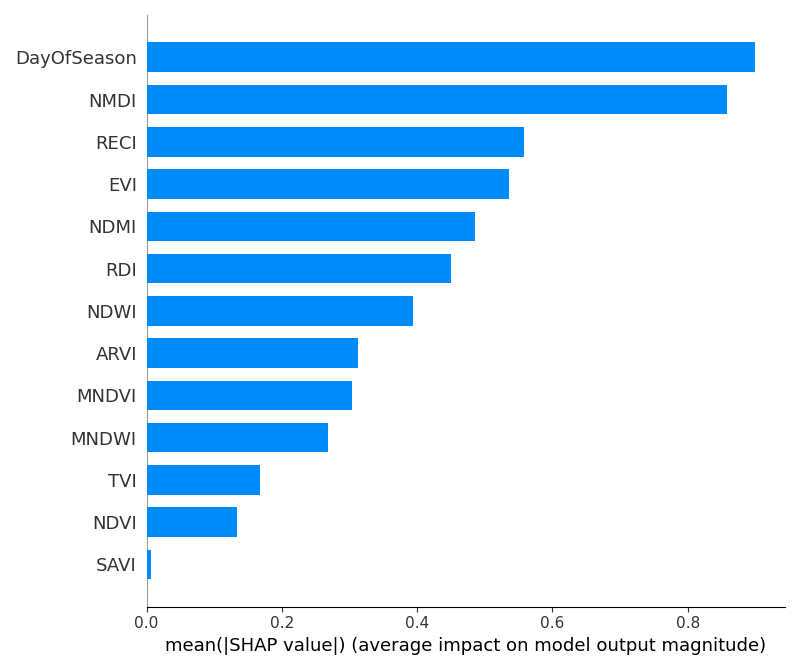 DayOfSeason
NMDI
RECI
EVI
NDMI
RDI
NDWI
ARVI
MNDVI
MNDWI
TVI
NDVI
SAVI
0.0 0.2 0.4 0.6 0.8
mean(|SHAP value|) (average impact on model output magnitude)